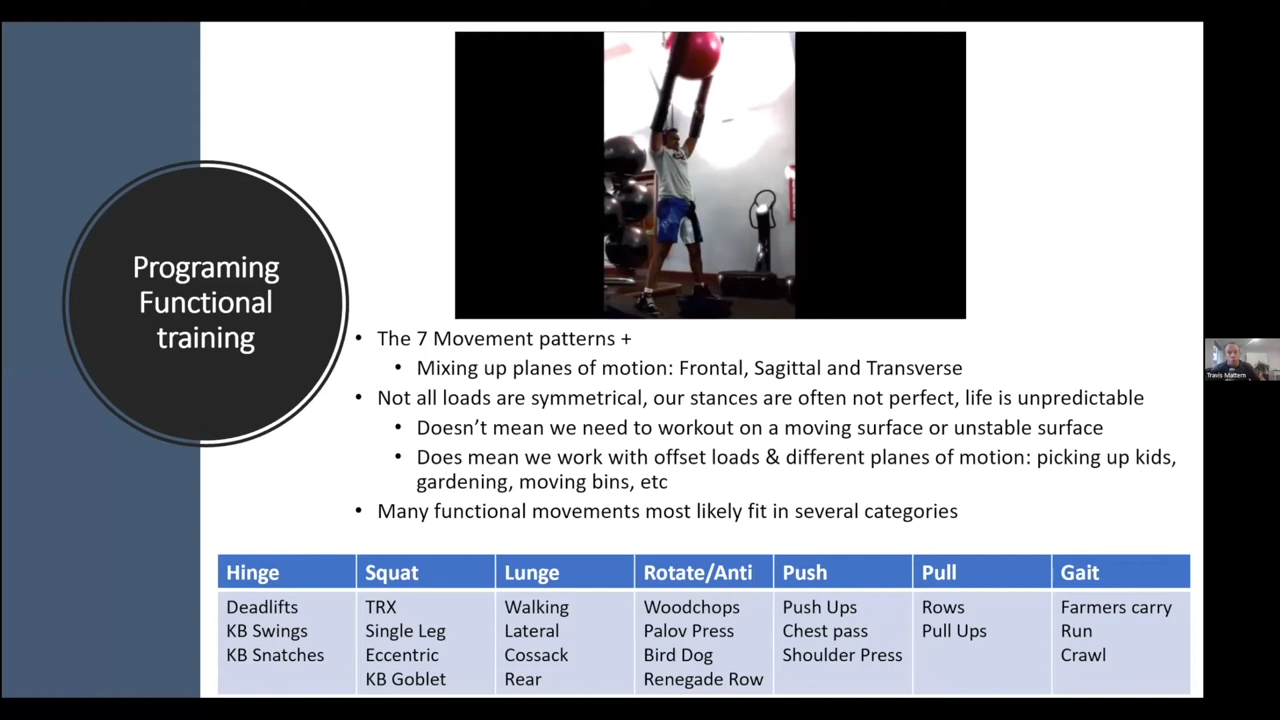 Programing
Functional
training
• The 7 Movement patterns +
• Mixing up planes of motion: Frontal, Sagittal and Transverse
• Not all loads are symmetrical, our stances are often not perfect, life is unpredictable
• Doesn't mean we need to workout on a moving surface or unstable surface
• Does mean we work with offset loads & different planes of motion: picking up kids,
gardening, moving bins, etc
• Many functional movements most likely fit in several categories
Hinge Squat Lunge Rotate/Anti Push Pull Gait
Deadlifts TRX Walking Woodchops Push Ups Rows Farmers carry
KB Swings Single Leg Lateral Palov Press Chest pass Pull Ups Run
KB Snatches Eccentric Cossack Bird Dog Shoulder Press Crawl
KB Goblet Rear Renegade Row
Travis Mattern